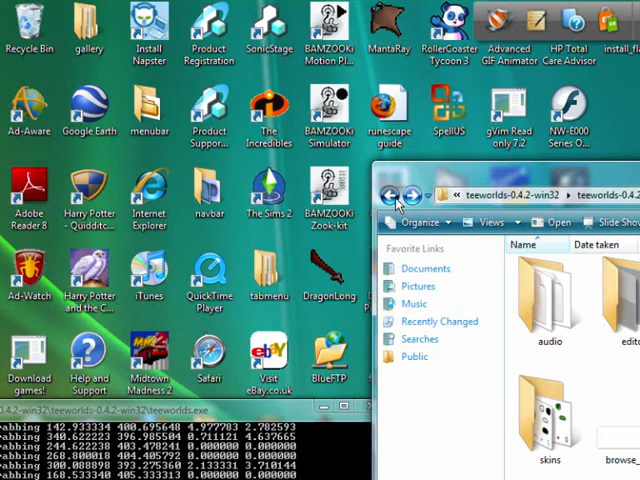 Recycle Bin
gallery
Install Napster
Product Registration
SonicStage
BAMZOOKi Motion Pl...
MantaRay
RollerCoaster Tycoon 3
Advanced GIF Animator
HP Total Care Advisor
install_fl
Ad-Aware
Google Earth
menubar
Product Suppor...
The Incredibles
BAMZOOKi Simulator
runescape guide
SpellUS
gVim Read only 7.2
NW-E000 Series O...
Adobe Reader 8
Harry Potter - Quidditc...
Internet Explorer
navbar
The Sims 2
BAMZOOKi Zook-kit
« teeworlds-0.4.2-win32 ▸ teeworlds-0.4.2
Organize Views Open Slide Sho
Favorite Links
Name Date taken
Documents
Pictures
Music
Recently Changed
Searches
Public
audio
edito
skins
browse_
Ad-Watch
Harry Potter and the C...
iTunes
QuickTime Player
tabmenu
DragonLong
Download games!
Help and Support
Midtown Madness 2
Safari
Visit eBay.co.uk
BlueFTP
0.4.2-win32\teeworlds-0.4.2-win32\teeworlds.exe
abbing 142.933334 400.695648 4.977783 2.782593
abbing 340.622223 396.985504 0.711121 4.637665
abbing 244.622238 403.478241 0.000000 0.000000
abbing 268.800018 404.405792 0.000000 0.000000
abbing 300.088898 393.275360 2.133331 3.710144
abbing 168.533340 405.333313 0.000000 0.000000